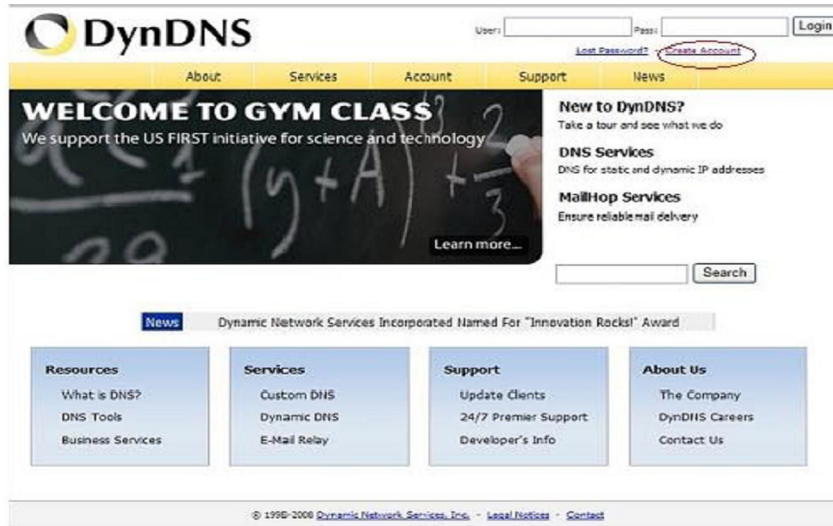 DynDNS
User: Pass: Login
Lost Password? - Create Account
About Services Account Support News
WELCOME TO GYM CLASS
We support the US FIRST initiative for science and technology
(y+A)
Learn more...
New to DynDNS?
Take a tour and see what we do
DNS Services
DNS for static and dynamic IP addresses
MailHop Services
Ensure reliable mail delivery
Search
News Dynamic Network Services Incorporated Named For "Innovation Rocks!" Award
Resources
What is DNS?
DNS Tools
Business Services
Services
Custom DNS
Dynamic DNS
E-Mail Relay
Support
Update Clients
24/7 Premier Support
Developer's Info
About Us
The Company
DynDNS Careers
Contact Us
© 1998-2008 Dynamic Network Services, Inc. - Legal Notices - Contact